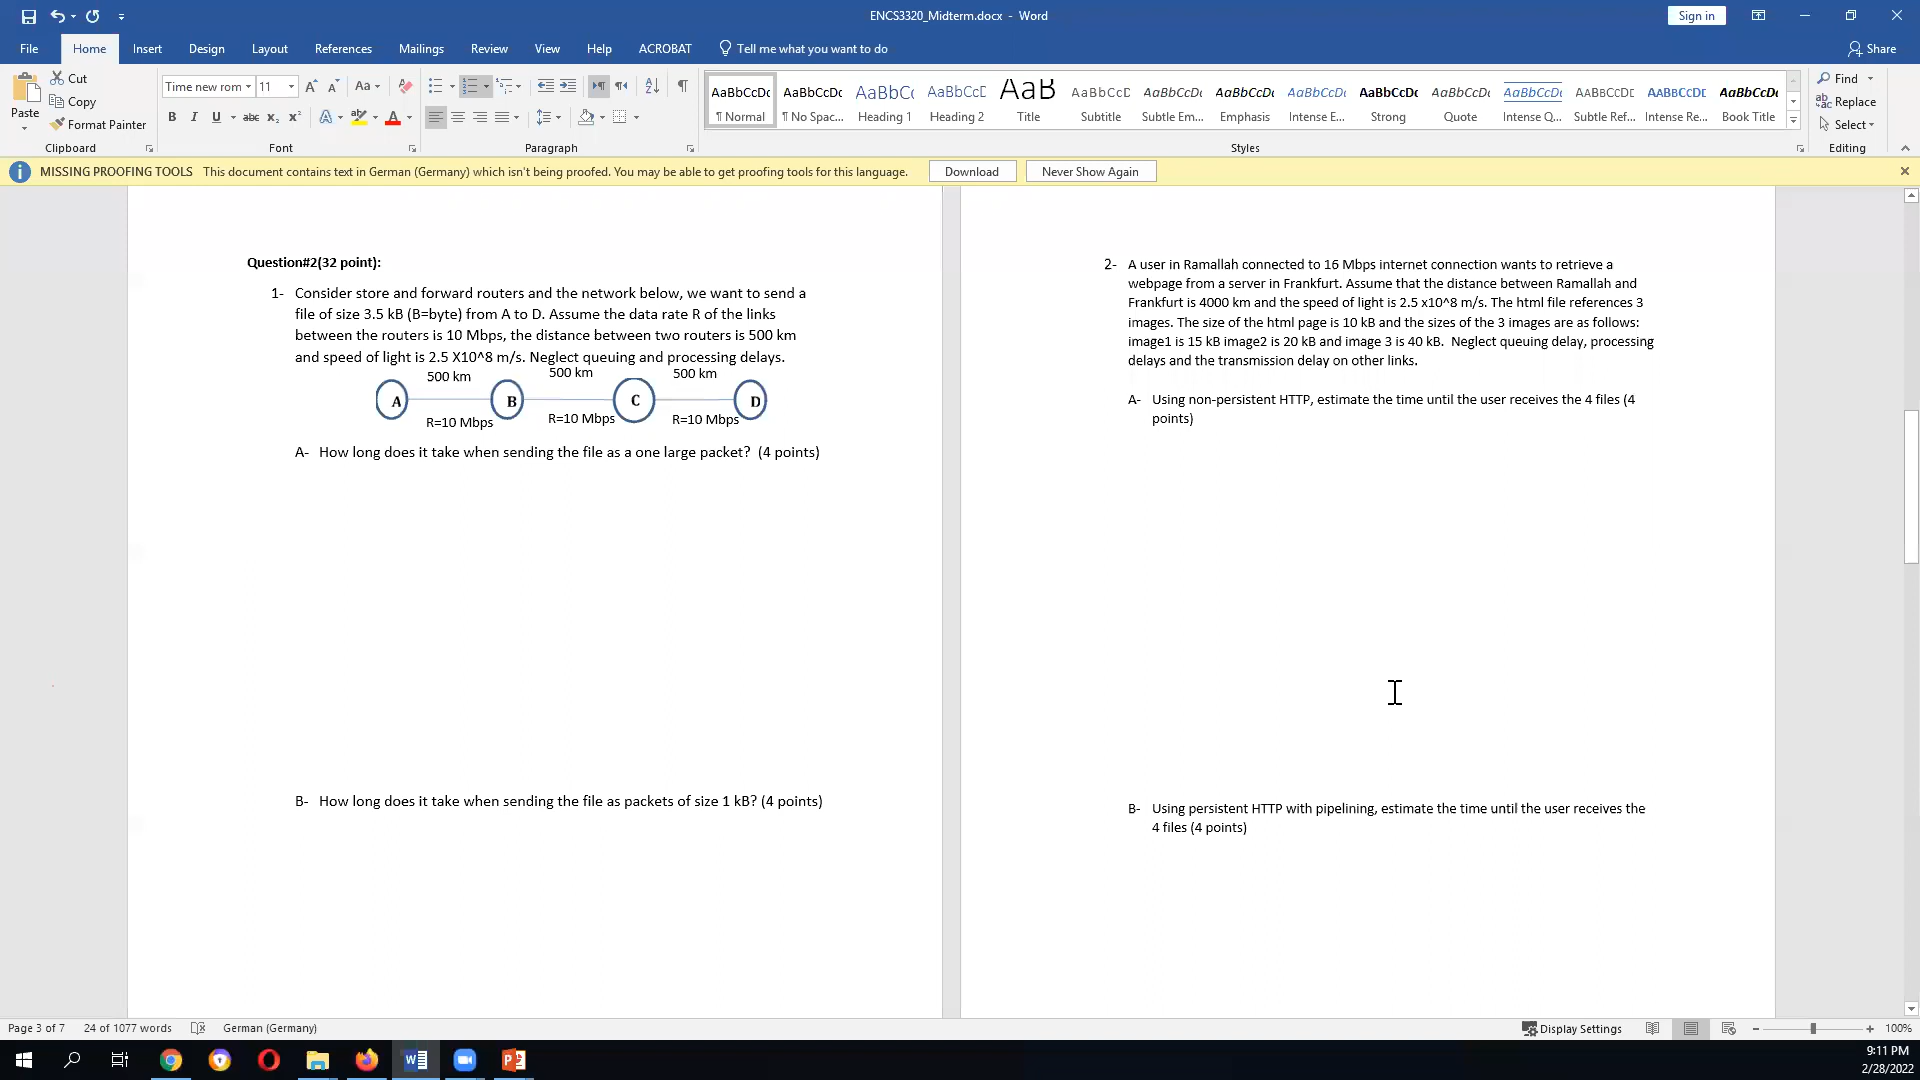 ENCS3320_Midterm.docx - Word
Sign in
File Home Insert Design Layout References Mailings Review View Help ACROBAT Tell me what you want to do Share
Paste
Cut
Copy
Format Painter
Clipboard
Time new rom 11
Font
Paragraph
AaBbCcDc AaBbCcDc AaBbCc AaBbCcD AaB AaBbCcD AaBbCcDc AaBbCcDc AaBbCcDc AaBbCcDc AaBbCcDc AaBbCcDc AABBCCDE AABBCCDE AaBbCcDc
¶ Normal ¶ No Spac... Heading 1 Heading 2 Title Subtitle Subtle Em... Emphasis Intense E... Strong Quote Intense Q... Subtle Ref... Intense Re... Book Title
Styles
Find
Replace
Select
Editing
MISSING PROOFING TOOLS This document contains text in German (Germany) which isn't being proofed. You may be able to get proofing tools for this language. Download Never Show Again
Question#2(32 point):
1- Consider store and forward routers and the network below, we want to send a
file of size 3.5 kB (B=byte) from A to D. Assume the data rate R of the links
between the routers is 10 Mbps, the distance between two routers is 500 km
and speed of light is 2.5 X10^8 m/s. Neglect queuing and processing delays.
500 km 500 km 500 km
A B C D
R=10 Mbps R=10 Mbps R=10 Mbps
A- How long does it take when sending the file as a one large packet? (4 points)
B- How long does it take when sending the file as packets of size 1 kB? (4 points)
2- A user in Ramallah connected to 16 Mbps internet connection wants to retrieve a
webpage from a server in Frankfurt. Assume that the distance between Ramallah and
Frankfurt is 4000 km and the speed of light is 2.5 x10^8 m/s. The html file references 3
images. The size of the html page is 10 kB and the sizes of the 3 images are as follows:
image1 is 15 kB image2 is 20 kB and image 3 is 40 kB. Neglect queuing delay, processing
delays and the transmission delay on other links.
A- Using non-persistent HTTP, estimate the time until the user receives the 4 files (4
points)
B- Using persistent HTTP with pipelining, estimate the time until the user receives the
4 files (4 points)
Page 3 of 7 24 of 1077 words German (Germany) Display Settings 100%
9:11 PM
2/28/2022